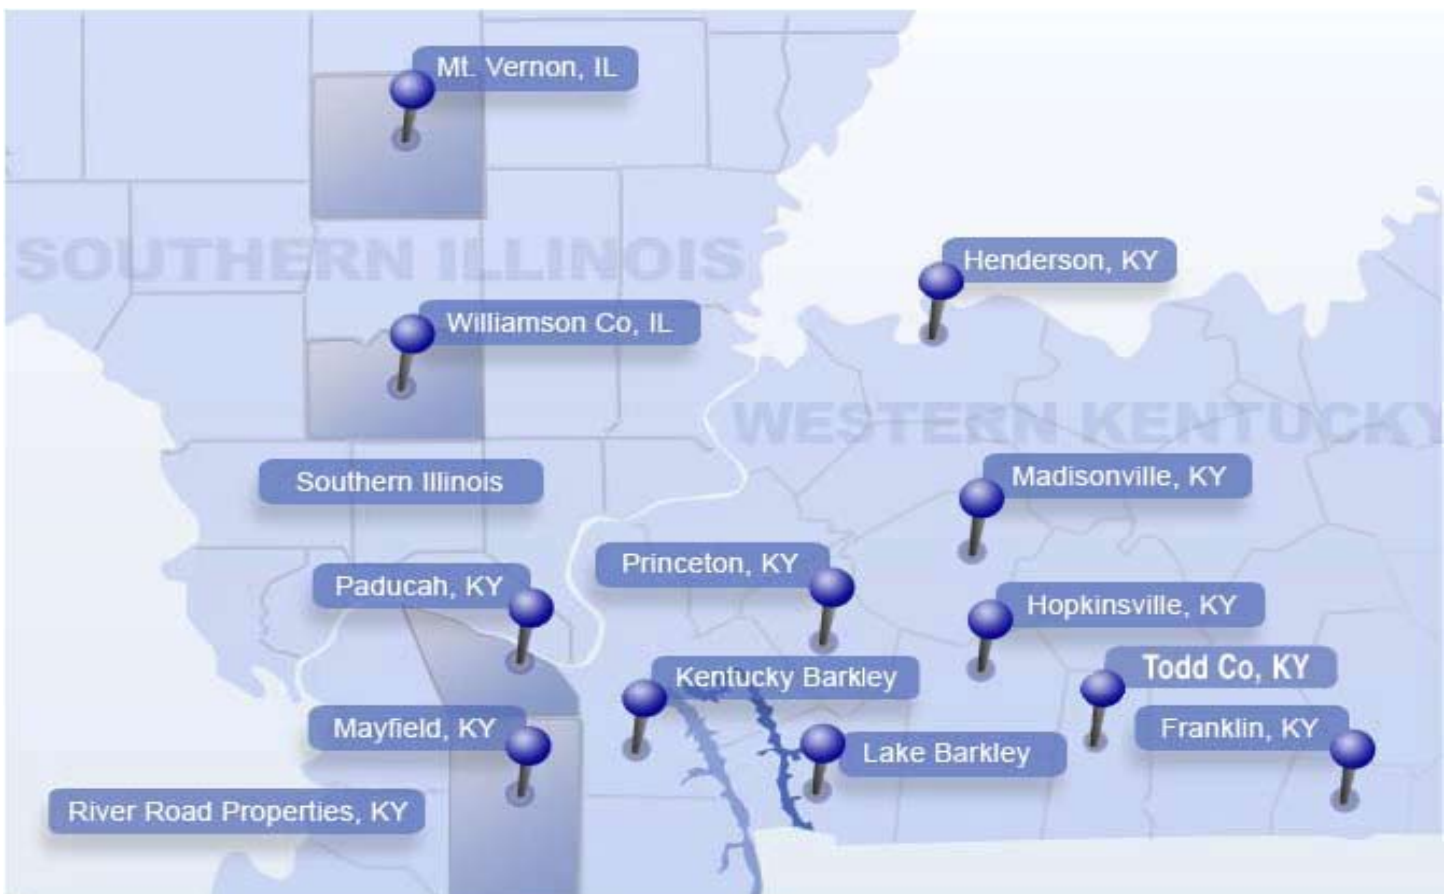 Mt. Vernon, IL
SOUTHERN ILLINOIS
Henderson, KY
Williamson Co, IL
WESTERN KENTUCKY
Southern Illinois
Madisonville, KY
Princeton, KY
Paducah, KY
Hopkinsville, KY
Kentucky Barkley
Todd Co, KY
Mayfield, KY
Franklin, KY
Lake Barkley
River Road Properties, KY